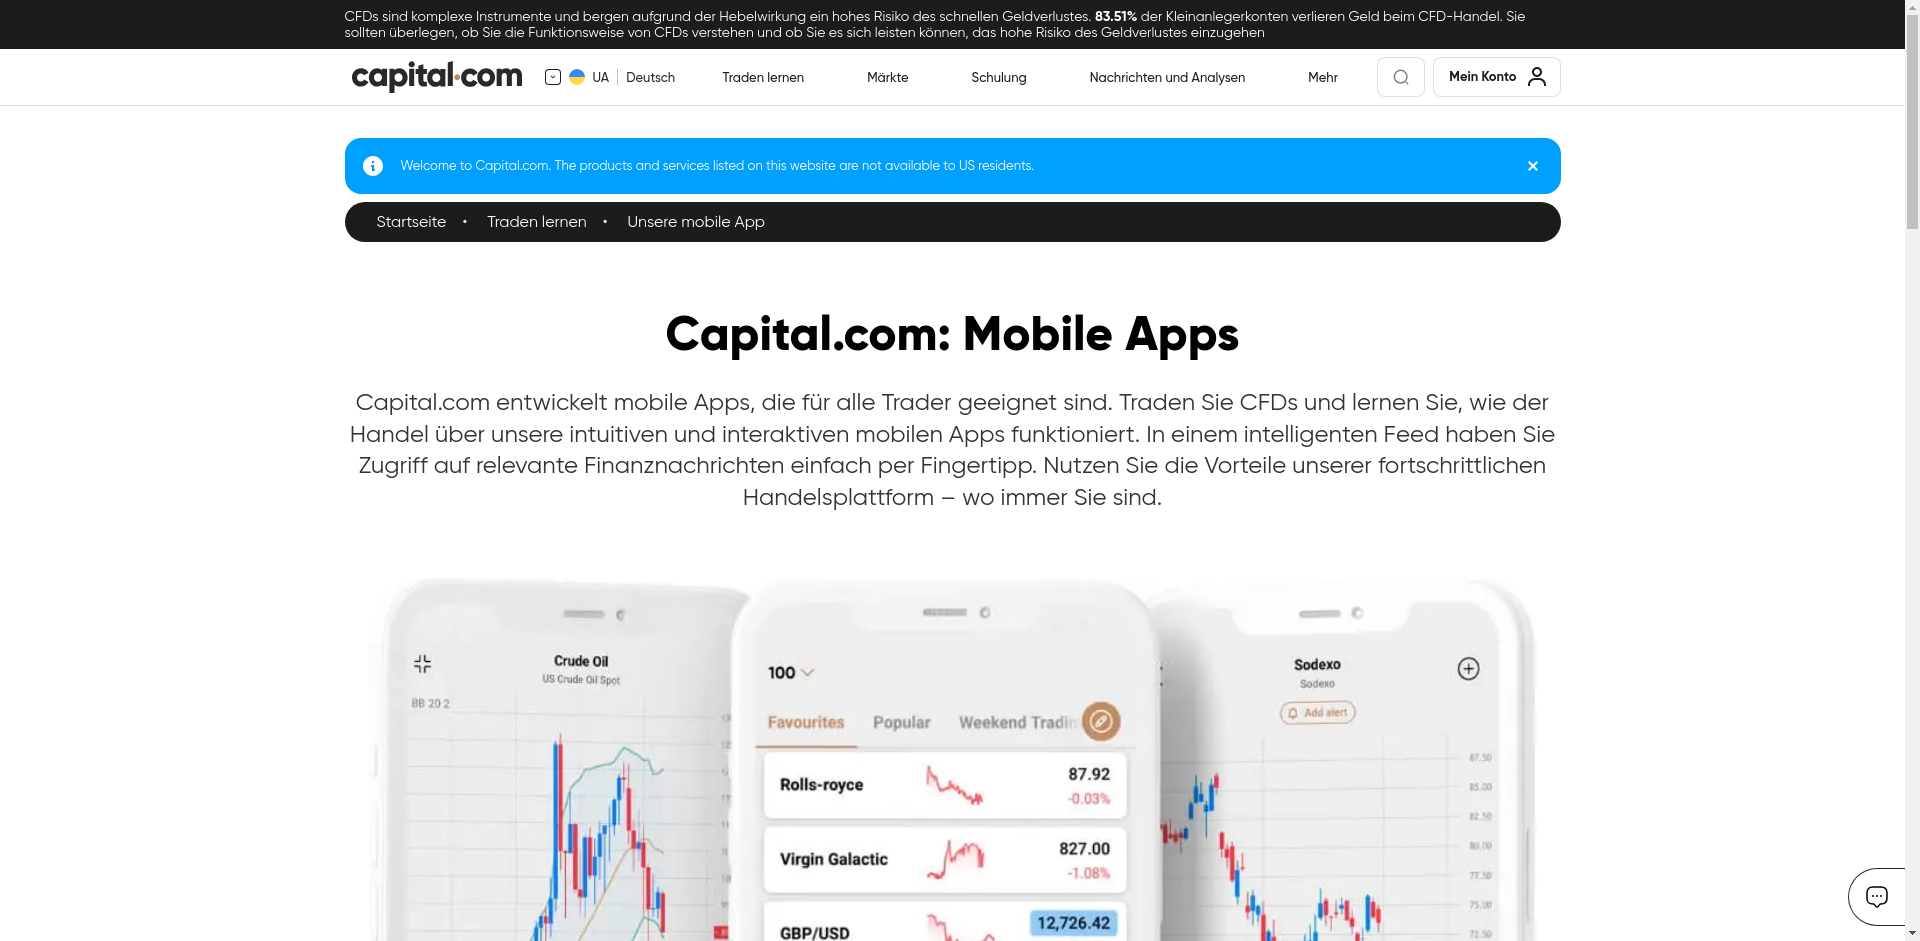 CFDs sind komplexe Instrumente und bergen aufgrund der Hebelwirkung ein hohes Risiko des schnellen Geldverlustes. 83.51% der Kleinanlegerkonten verlieren Geld beim CFD-Handel. Sie
sollten überlegen, ob Sie die Funktionsweise von CFDs verstehen und ob Sie es sich leisten können, das hohe Risiko des Geldverlustes einzugehen
capital.com UA Deutsch Traden lernen Märkte Schulung Nachrichten und Analysen Mehr Mein Konto
Welcome to Capital.com. The products and services listed on this website are not available to US residents.
Startseite • Traden lernen • Unsere mobile App
Capital.com: Mobile Apps
Capital.com entwickelt mobile Apps, die für alle Trader geeignet sind. Traden Sie CFDs und lernen Sie, wie der
Handel über unsere intuitiven und interaktiven mobilen Apps funktioniert. In einem intelligenten Feed haben Sie
Zugriff auf relevante Finanznachrichten einfach per Fingertipp. Nutzen Sie die Vorteile unserer fortschrittlichen
Handelsplattform – wo immer Sie sind.
Crude Oil
US Crude Oil Spot
BB 20 2
100
Favourites Popular Weekend Tradin
Rolls-royce 87.92
-0.03%
Virgin Galactic 827.00
-1.08%
GBP/USD 12,726.42
Sodexo
Sodexo
Add alert
87.50
85.00
82.50
80.00
77.50
75.00
72.50